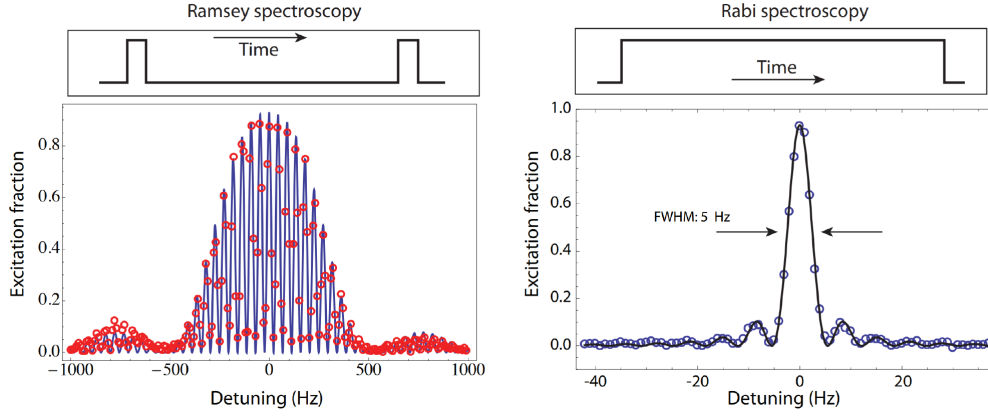 Ramsey spectroscopy
Time
Excitation fraction
0.8
0.6
0.4
0.2
0.0
−1000
−500
0
500
1000
Detuning (Hz)
Rabi spectroscopy
Time
Excitation fraction
1.0
0.8
0.6
0.4
0.2
0.0
FWHM: 5 Hz
−40
−20
0
20
Detuning (Hz)